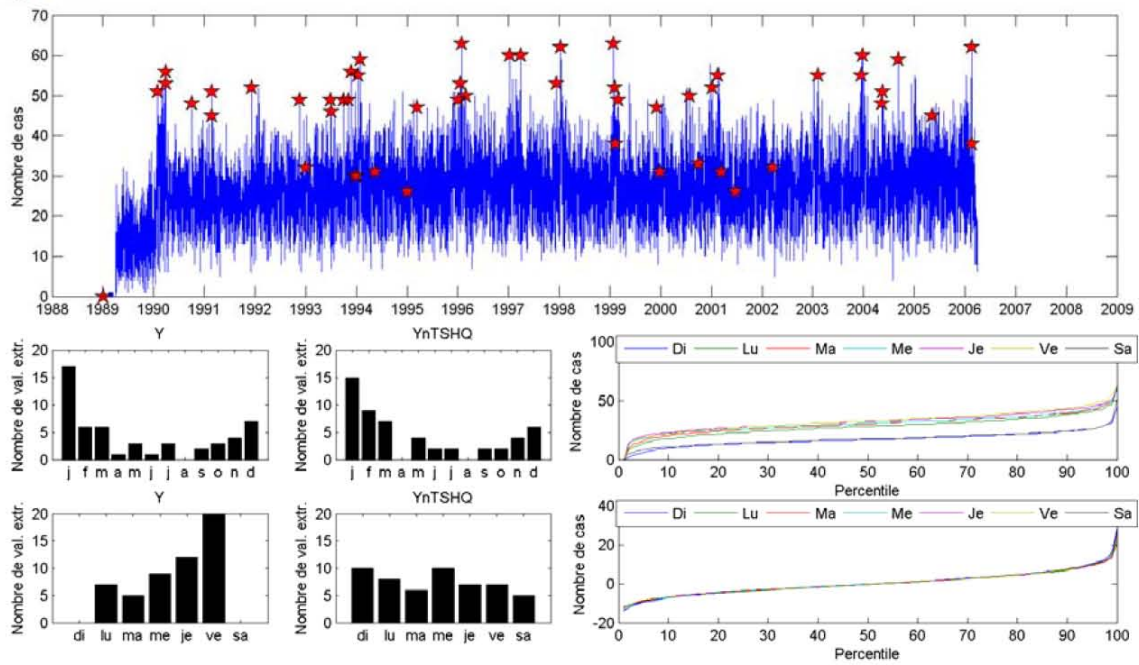 70
60
50
40
30
20
10
0
Nombre de cas
1988 1989 1990 1991 1992 1993 1994 1995 1996 1997 1998 1999 2000 2001 2002 2003 2004 2005 2006 2007 2008 2009
Y
20
15
10
5
0
Nombre de val. extr.
j f m a m j j a s o n d
YnTSHQ
20
15
10
5
0
Nombre de val. extr.
j f m a m j j a s o n d
100
50
0
Nombre de cas
Di Lu Ma Me Je Ve Sa
10 20 30 40 50 60 70 80 90 100
Percentile
Y
20
15
10
5
0
Nombre de val. extr.
di lu ma me je ve sa
YnTSHQ
20
15
10
5
0
Nombre de val. extr.
di lu ma me je ve sa
40
20
0
-20
Nombre de cas
Di Lu Ma Me Je Ve Sa
10 20 30 40 50 60 70 80 90 100
Percentile